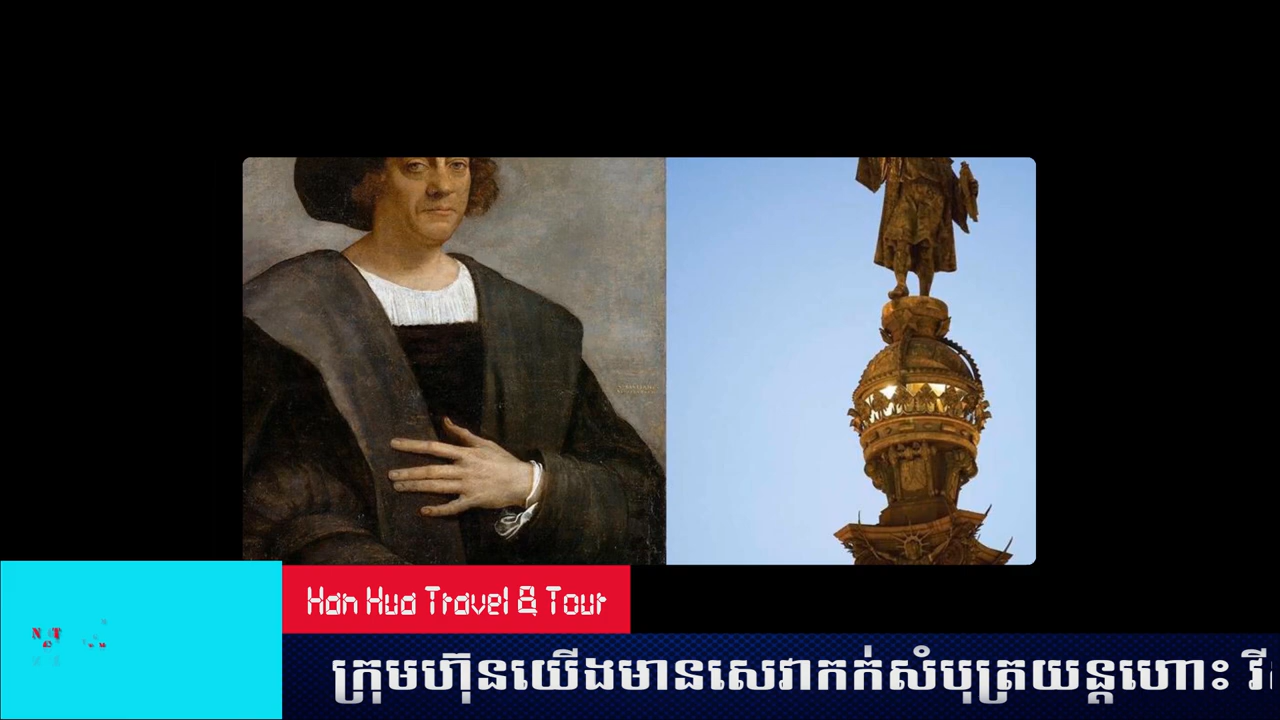 Han Hua Travel & Tour
ក្រុមហ៊ុនយើងមានសេវាកក់សំបុត្រយន្តហោះ